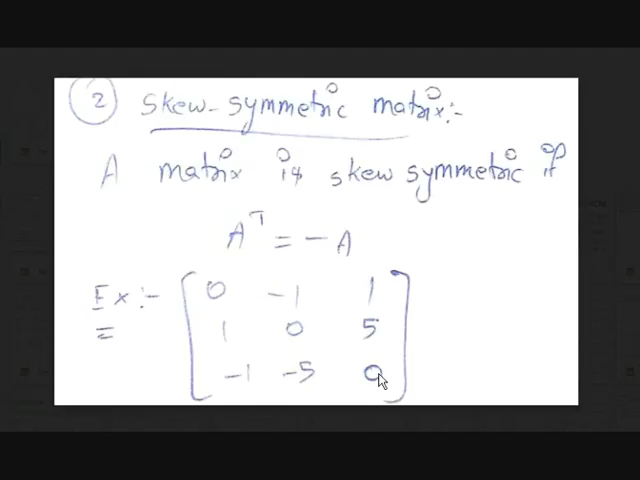 2 Skew-symmetric matrix:-
A matrix is skew symmetric if
A^T = - A
Ex:- 0 -1 1
1 0 5
-1 -5 0